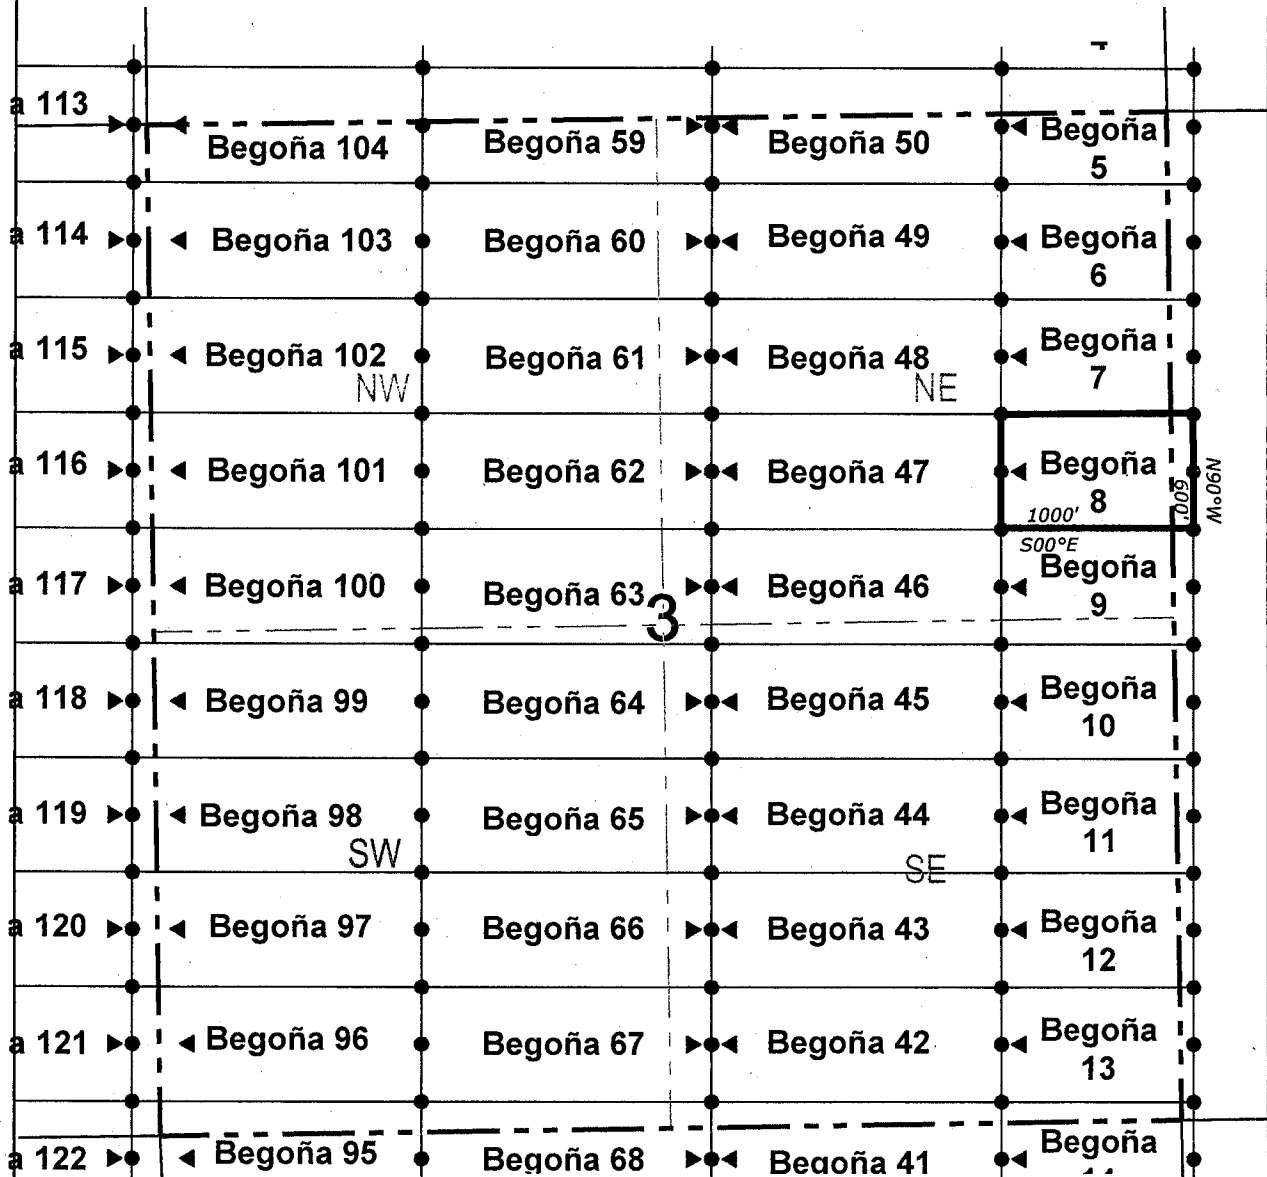 a 113
Begoña 104
Begoña 59
Begoña 50
Begoña
5
a 114
Begoña 103
Begoña 60
Begoña 49
Begoña
6
a 115
Begoña 102
Begoña 61
Begoña 48
Begoña
7
NW
NE
a 116
Begoña 101
Begoña 62
Begoña 47
Begoña
8
1000'
600'
N90°W
S00°E
a 117
Begoña 100
Begoña 63
3
Begoña 46
Begoña
9
a 118
Begoña 99
Begoña 64
Begoña 45
Begoña
10
a 119
Begoña 98
Begoña 65
Begoña 44
Begoña
11
SW
SE
a 120
Begoña 97
Begoña 66
Begoña 43
Begoña
12
a 121
Begoña 96
Begoña 67
Begoña 42
Begoña
13
a 122
Begoña 95
Begoña 68
Begoña 41
Begoña